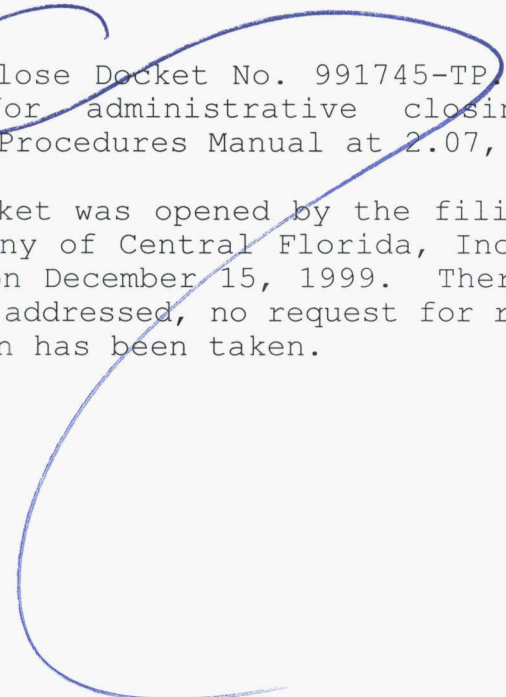 lose Docket No. 991745-TP.
or administrative closin
Procedures Manual at 2.07,
ket was opened by the fili
ny of Central Florida, Inc
on December 15, 1999. Ther
addressed, no request for r
n has been taken.